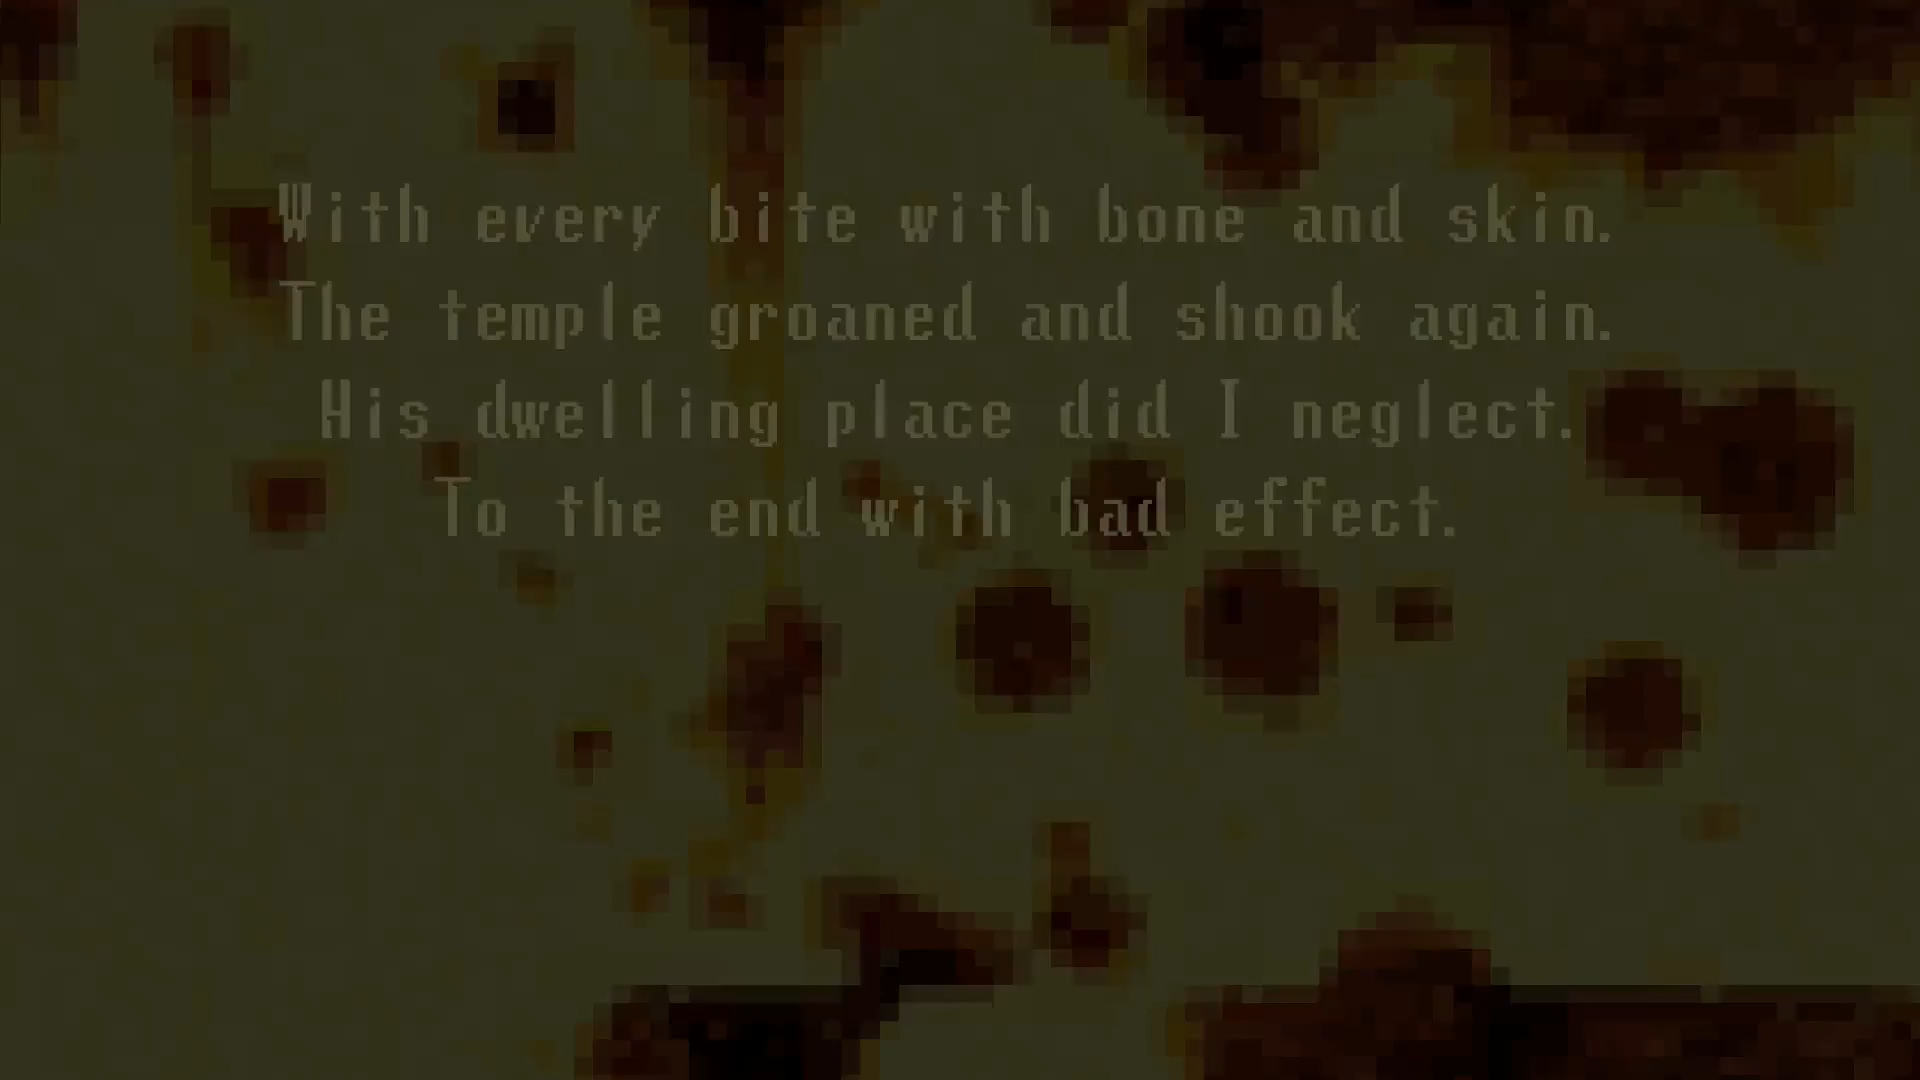 With every bite with bone and skin.
The temple groaned and shook again.
His dwelling place did I neglect.
To the end with bad effect.